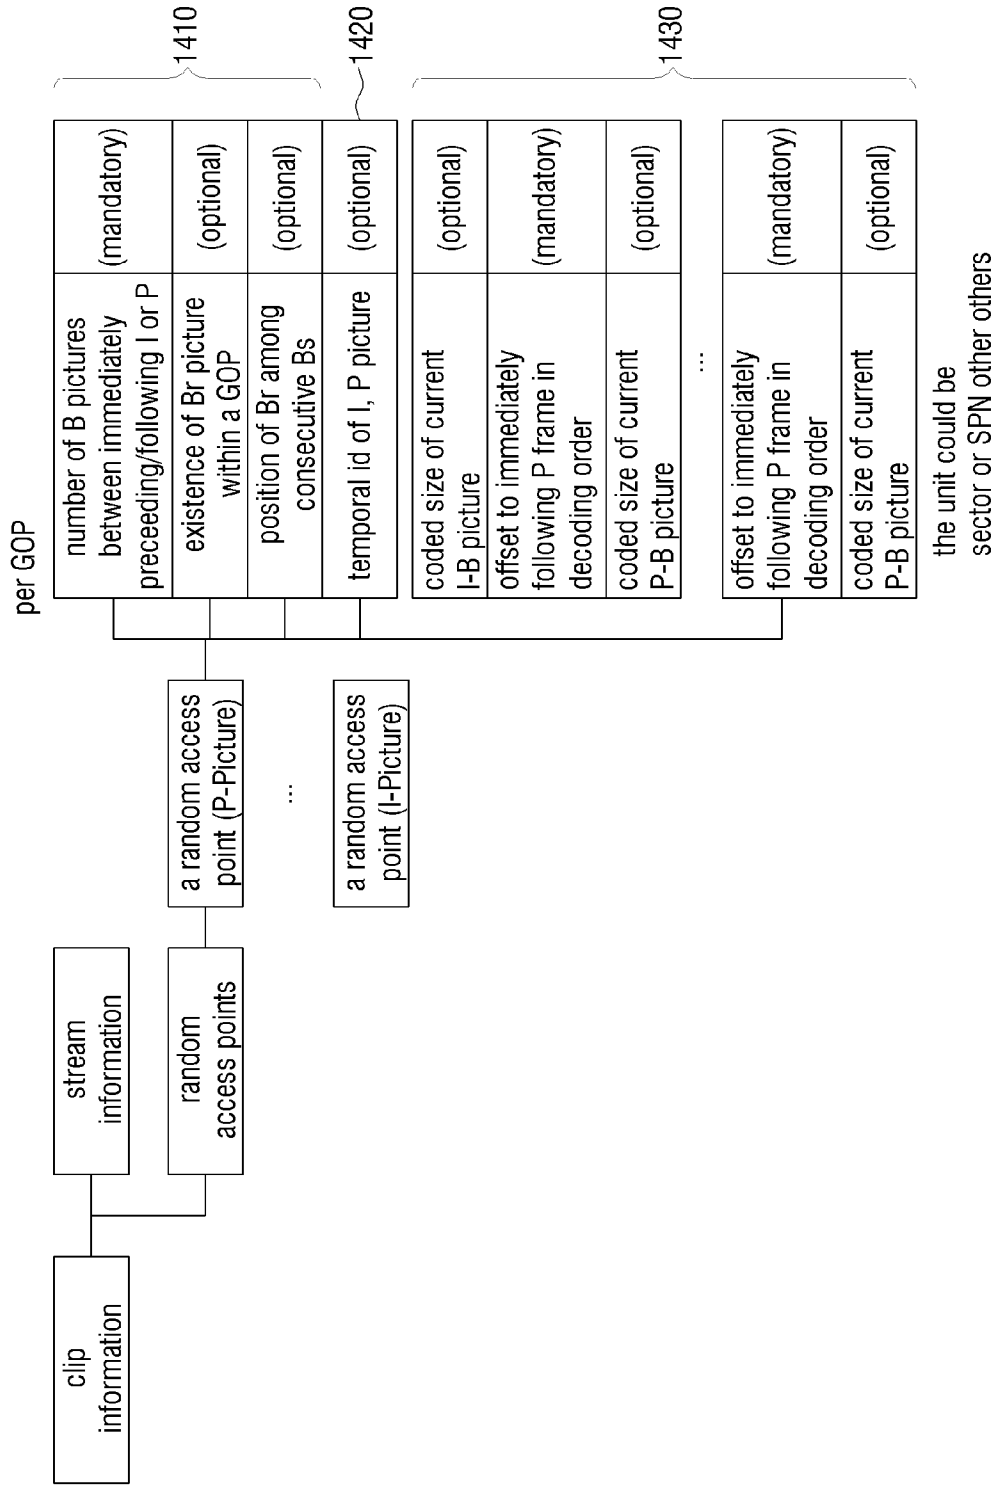 per GOP
clip
information
stream
information
random
access points
a random access
point (P-Picture)
...
a random access
point (I-Picture)
number of B pictures
between immediately
preceeding/following I or P
(mandatory)
existence of Br picture
within a GOP
(optional)
position of Br among
consecutive Bs
(optional)
1410
temporal id of I, P picture
(optional)
1420
coded size of current
I-B picture
(optional)
offset to immediately
following P frame in
decoding order
(mandatory)
coded size of current
P-B picture
(optional)
...
offset to immediately
following P frame in
decoding order
(mandatory)
coded size of current
P-B picture
(optional)
1430
the unit could be
sector or SPN other others